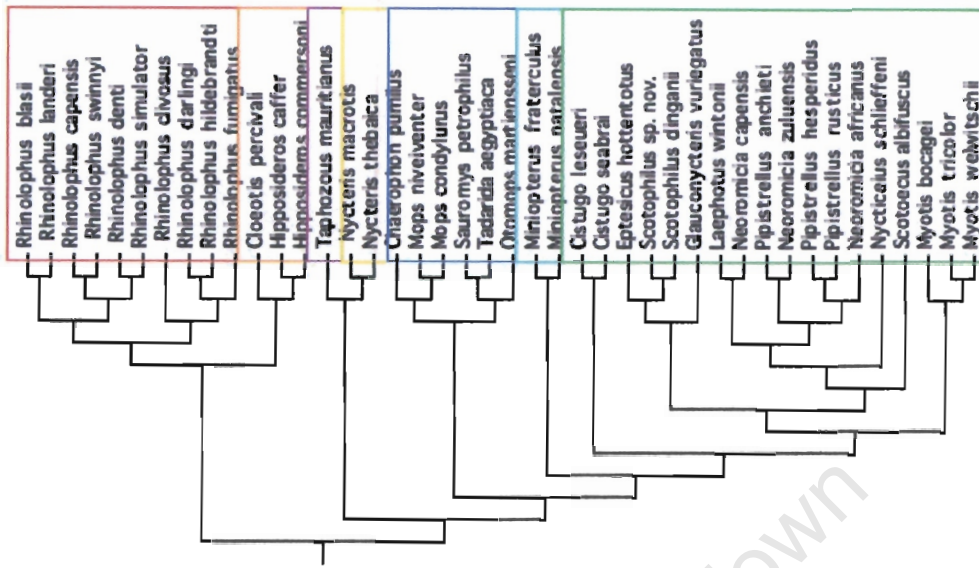 Rhinolophus blasii
Rhinolophus landeri
Rhinolophus capensis
Rhinolophus swinnyi
Rhinolophus denti
Rhinolophus simulator
Rhinolophus clivosus
Rhinolophus darlingi
Rhinolophus hildebrandti
Rhinolophus fumigatus
Cloeotis percivali
Hipposideros caffer
Hipposideros commersoni
Taphozous mauritianus
Nycteris macrotis
Nycteris thebaica
Chaerephon pumilus
Mops niveiventer
Mops condylurus
Sauromys petrophilus
Tadarida aegyptiaca
Otomops martiensseni
Miniopterus fraterculus
Miniopterus natalensis
Cistugo leseueri
Cistugo seabrai
Eptesicus hottentotus
Scotophilus sp. nov.
Scotophilus dinganii
Glauconycteris variegatus
Laephotus wintonii
Neoromicia capensis
Pipistrellus anchieti
Neoromicia zuluensis
Pipistrellus hesperidus
Pipistrellus rusticus
Neoromicia africanus
Nycticeius schlieffeni
Scotoecus albifuscus
Myotis bocagei
Myotis tricolor
Myotis welwitschii